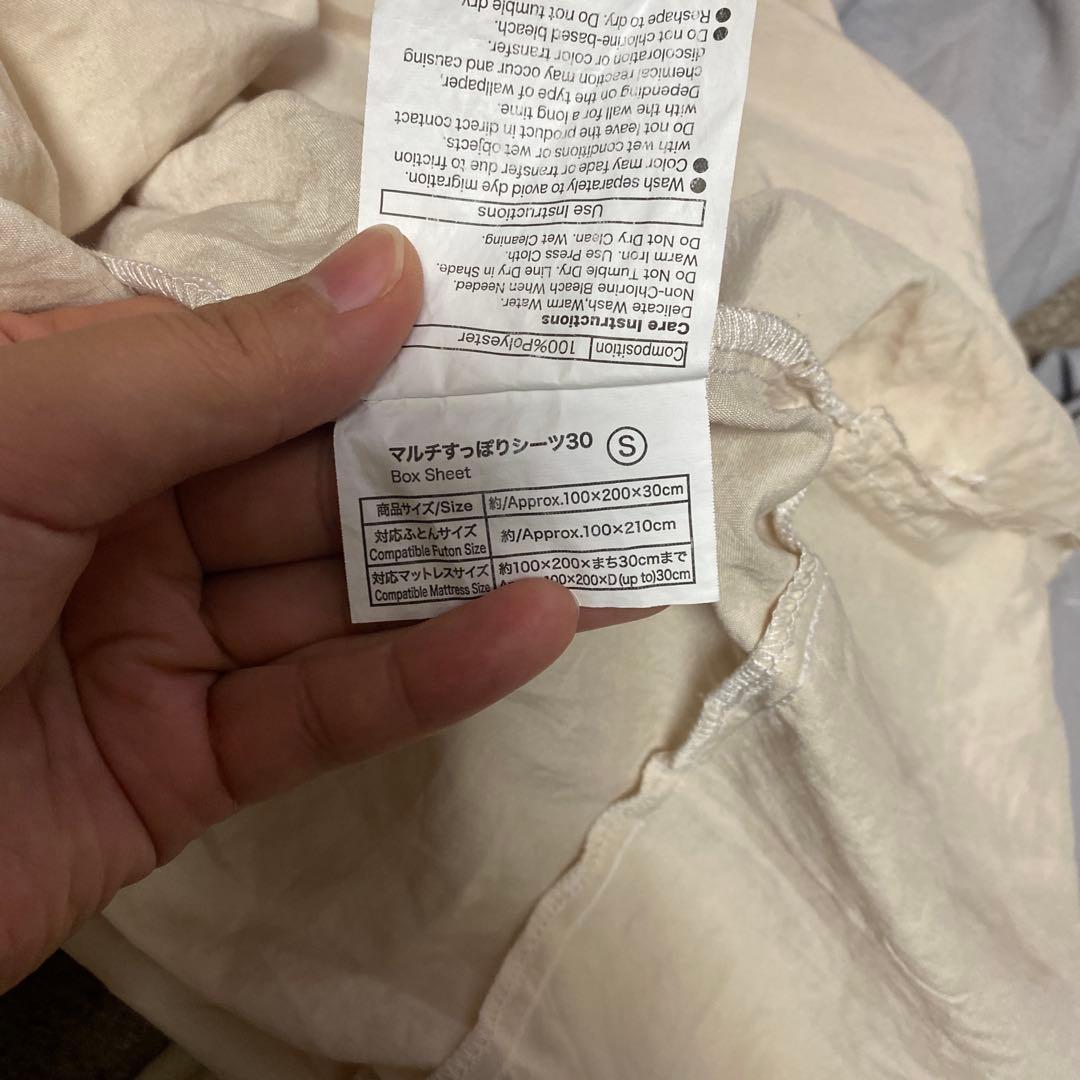 マルチすっぽりシーツ30 S
Box Sheet
商品サイズ/Size 約/Approx.100×200×30cm
対応ふとんサイズ
Compatible Futon Size 約/Approx.100×210cm
対応マットレスサイズ 約100×200×まち30cmまで
Compatible Mattress Size 100×200×D(up to)30cm
Composition 100%Polyester
Care Instructions
Delicate Wash,Warm Water.
Non-Chlorine Bleach When Needed.
Do Not Tumble Dry. Line Dry in Shade.
Warm Iron. Use Press Cloth.
Do Not Dry Clean. Wet Cleaning.
Use Instructions
● Wash separately to avoid dye migration.
● Color may fade or transfer due to friction
with wet conditions or wet objects.
Do not leave the product in direct contact
with the wall for a long time.
Depending on the type of wallpaper,
chemical reaction may occur and causing
discoloration or color transfer.
● Do not chlorine-based bleach.
● Reshape to dry. Do not tumble dry